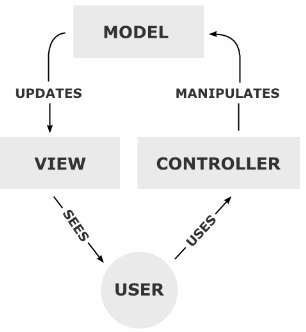 MODEL
UPDATES
MANIPULATES
VIEW
CONTROLLER
SEES
USES
USER